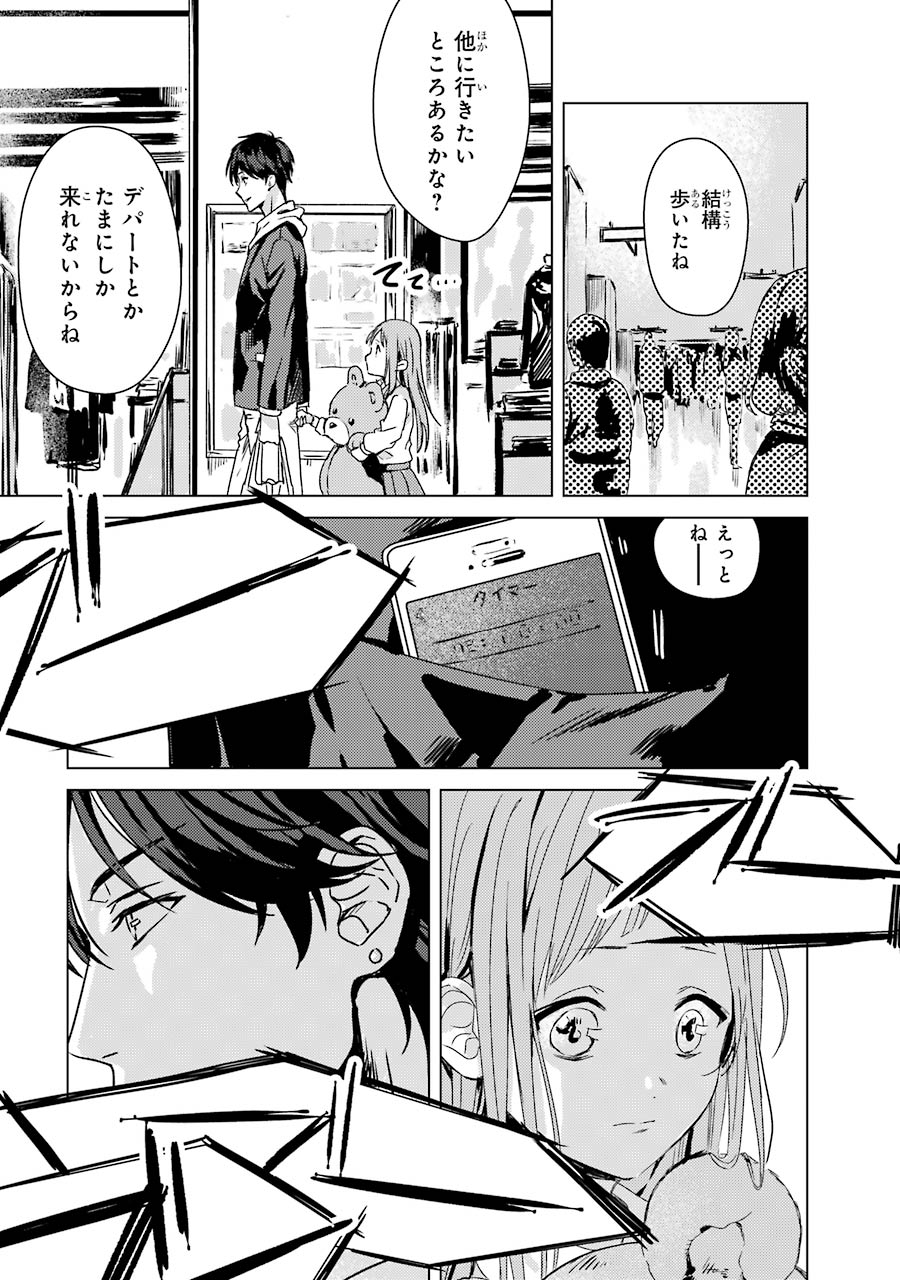 結構
歩いたね
他に行きたい
ところあるかな?
てて…
デパートとか
たまにしか
来れないからね
えっと
ね──
タイマー